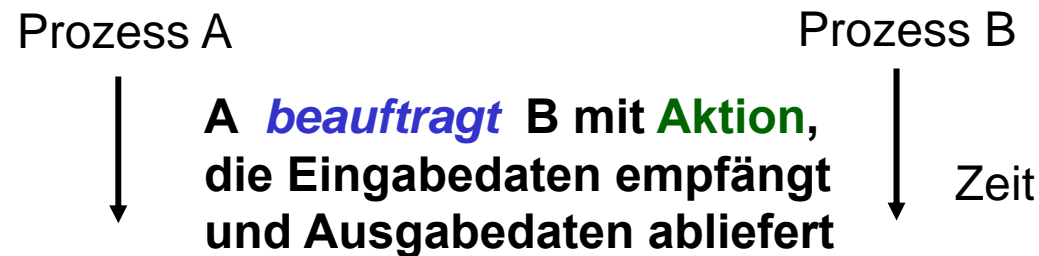 Prozess A
Prozess B
A beauftragt B mit Aktion,
die Eingabedaten empfängt
und Ausgabedaten abliefert
Zeit